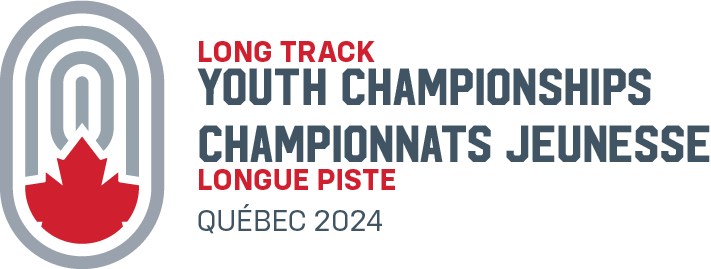 LONG TRACK
YOUTH CHAMPIONSHIPS
CHAMPIONNATS JEUNESSE
LONGUE PISTE
QUÉBEC 2024